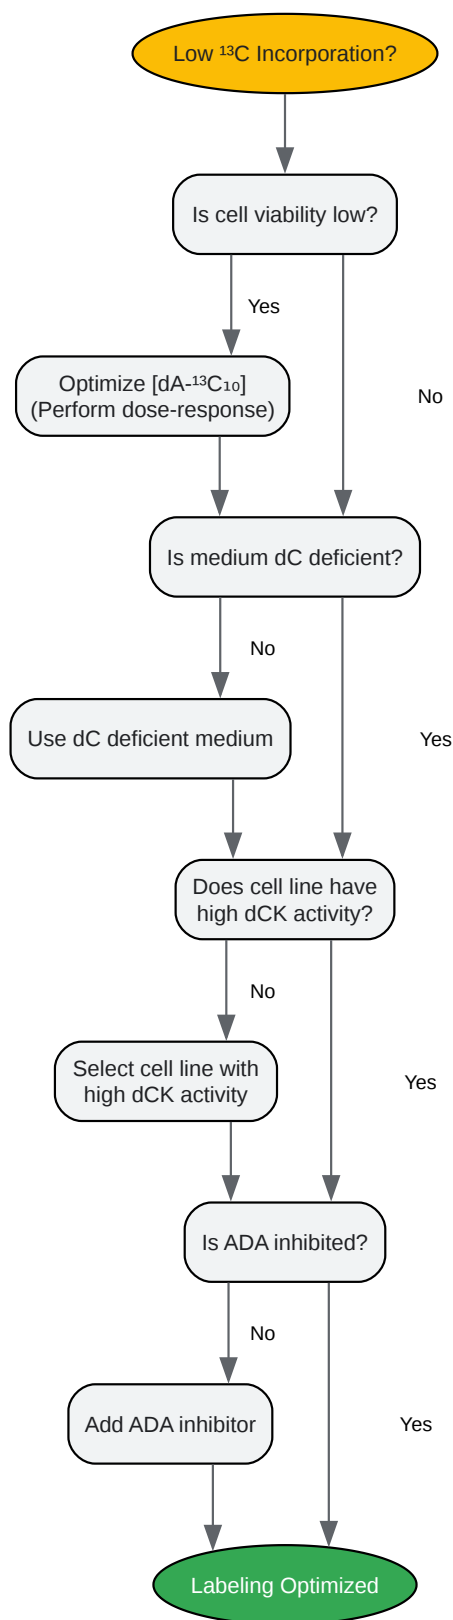 Low ¹³C Incorporation?
Is cell viability low?
Yes
Optimize [dA-¹³C₁₀]
(Perform dose-response)
No
Is medium dC deficient?
No
Use dC deficient medium
Yes
Does cell line have
high dCK activity?
No
Select cell line with
high dCK activity
Yes
Is ADA inhibited?
No
Add ADA inhibitor
Yes
Labeling Optimized